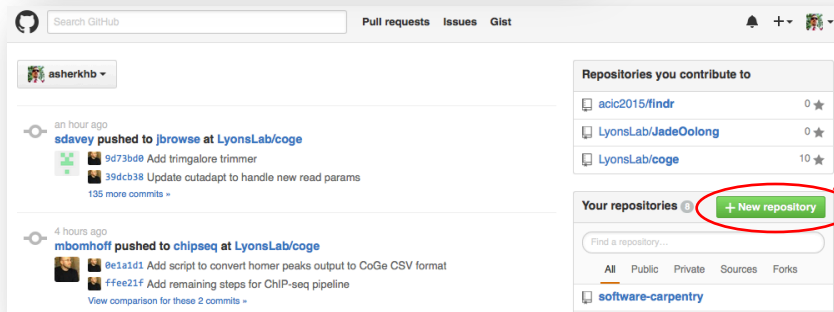 Search GitHub
Pull requests Issues Gist
asherkhb
an hour ago
sdavey pushed to jbrowse at LyonsLab/coge
9d73bd0 Add trimgalore trimmer
39dcb38 Update cutadapt to handle new read params
135 more commits »
4 hours ago
mbomhoff pushed to chipseq at LyonsLab/coge
0e1a1d1 Add script to convert homer peaks output to CoGe CSV format
ffee21f Add remaining steps for ChIP-seq pipeline
View comparison for these 2 commits »
Repositories you contribute to
acic2015/findr 0
LyonsLab/JadeOolong 0
LyonsLab/coge 10
Your repositories 8
+ New repository
Find a repository...
All Public Private Sources Forks
software-carpentry